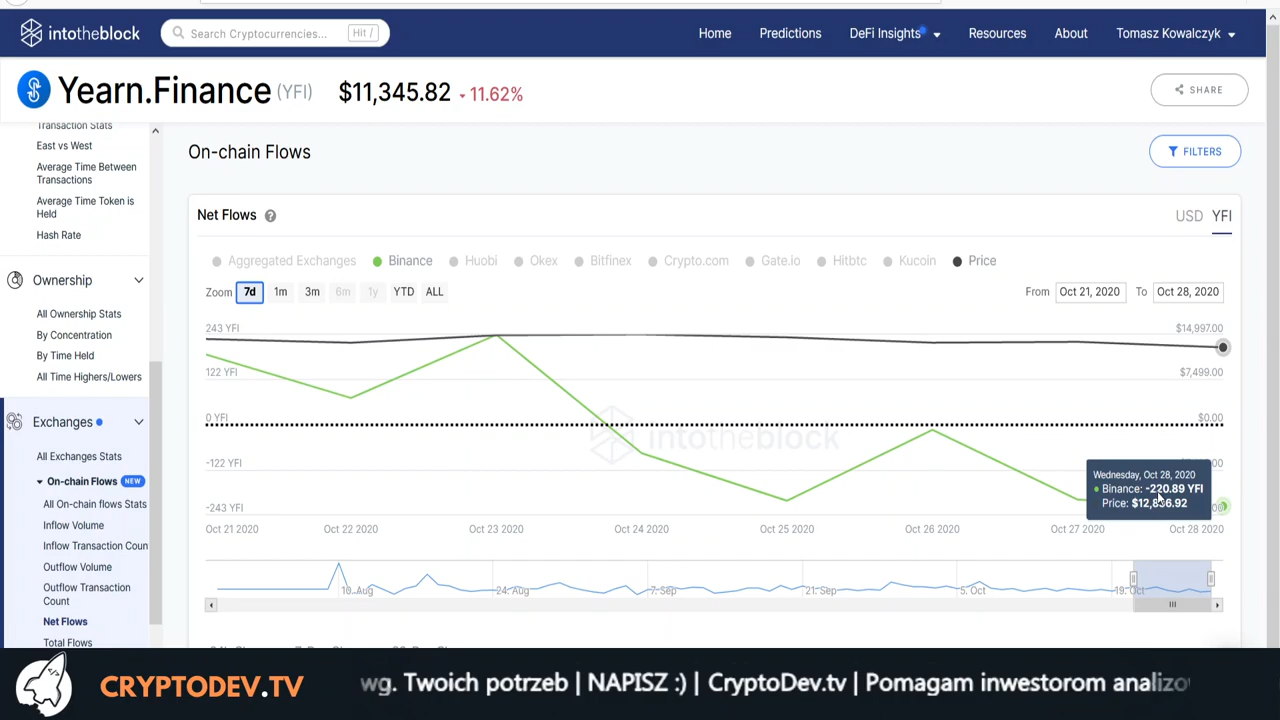 intotheblock
Search Cryptocurrencies...
Hit /
Home
Predictions
DeFi Insights
Resources
About
Tomasz Kowalczyk
Yearn.Finance (YFI) $11,345.82 11.62%
SHARE
Transaction Stats
East vs West
Average Time Between
Transactions
Average Time Token is
Held
Hash Rate
Ownership
All Ownership Stats
By Concentration
By Time Held
All Time Highers/Lowers
Exchanges
All Exchanges Stats
On-chain Flows NEW
All On-chain flows Stats
Inflow Volume
Inflow Transaction Coun
Outflow Volume
Outflow Transaction
Count
Net Flows
Total Flows
On-chain Flows
FILTERS
Net Flows ?
USD YFI
Aggregated Exchanges Binance Huobi Okex Bitfinex Crypto.com Gate.io Hitbtc Kucoin Price
Zoom 7d 1m 3m 6m 1y YTD ALL
From Oct 21, 2020 To Oct 28, 2020
243 YFI $14,997.00
122 YFI $7,499.00
0 YFI $0.00
intotheblock
-122 YFI
-243 YFI
Wednesday, Oct 28, 2020
Binance: -220.89 YFI
Price: $12,836.92
Oct 21 2020 Oct 22 2020 Oct 23 2020 Oct 24 2020 Oct 25 2020 Oct 26 2020 Oct 27 2020 Oct 28 2020
10. Aug 24. Aug 7. Sep 21. Sep 5. Oct 19. Oct
CRYPTODEV.TV
wg. Twoich potrzeb | NAPISZ :) | CryptoDev.tv | Pomagam inwestorom analizo